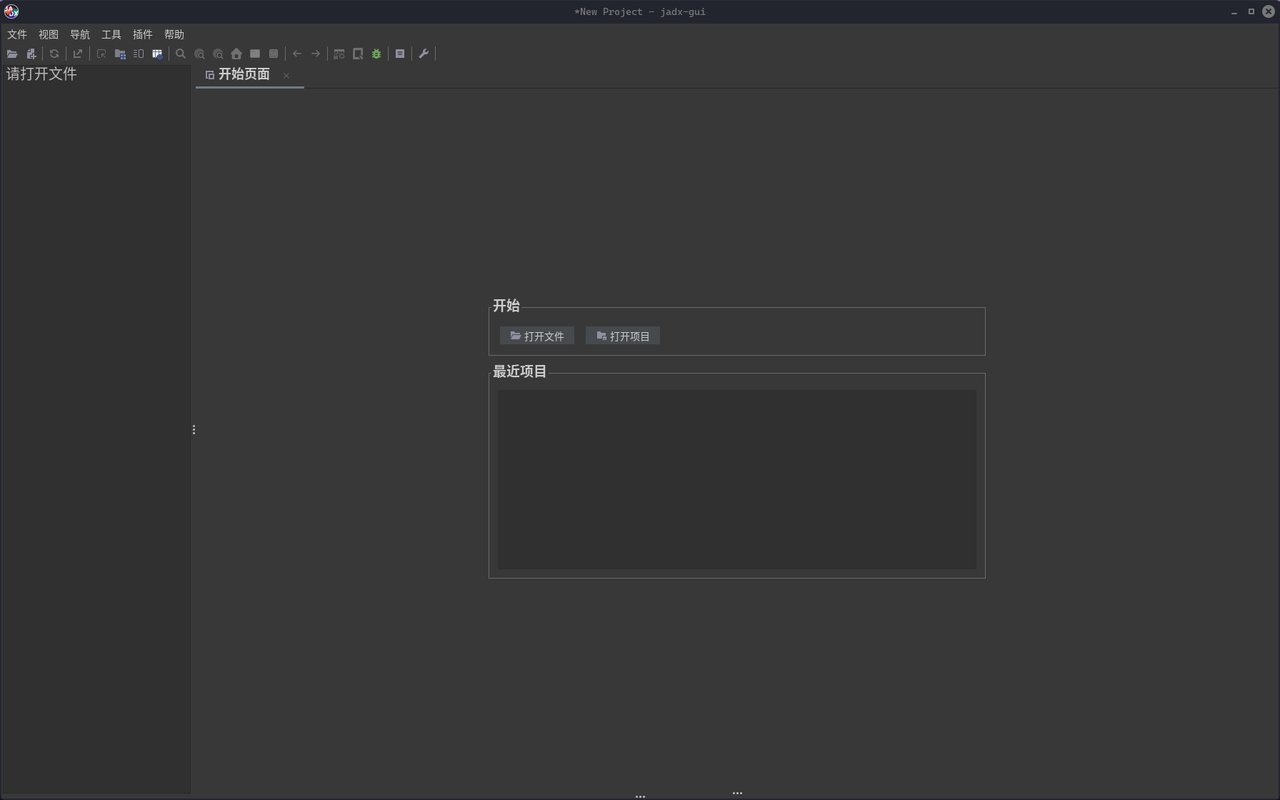 *New Project - jadx-gui
文件 视图 导航 工具 插件 帮助
请打开文件
开始页面
开始
打开文件 打开项目
最近项目